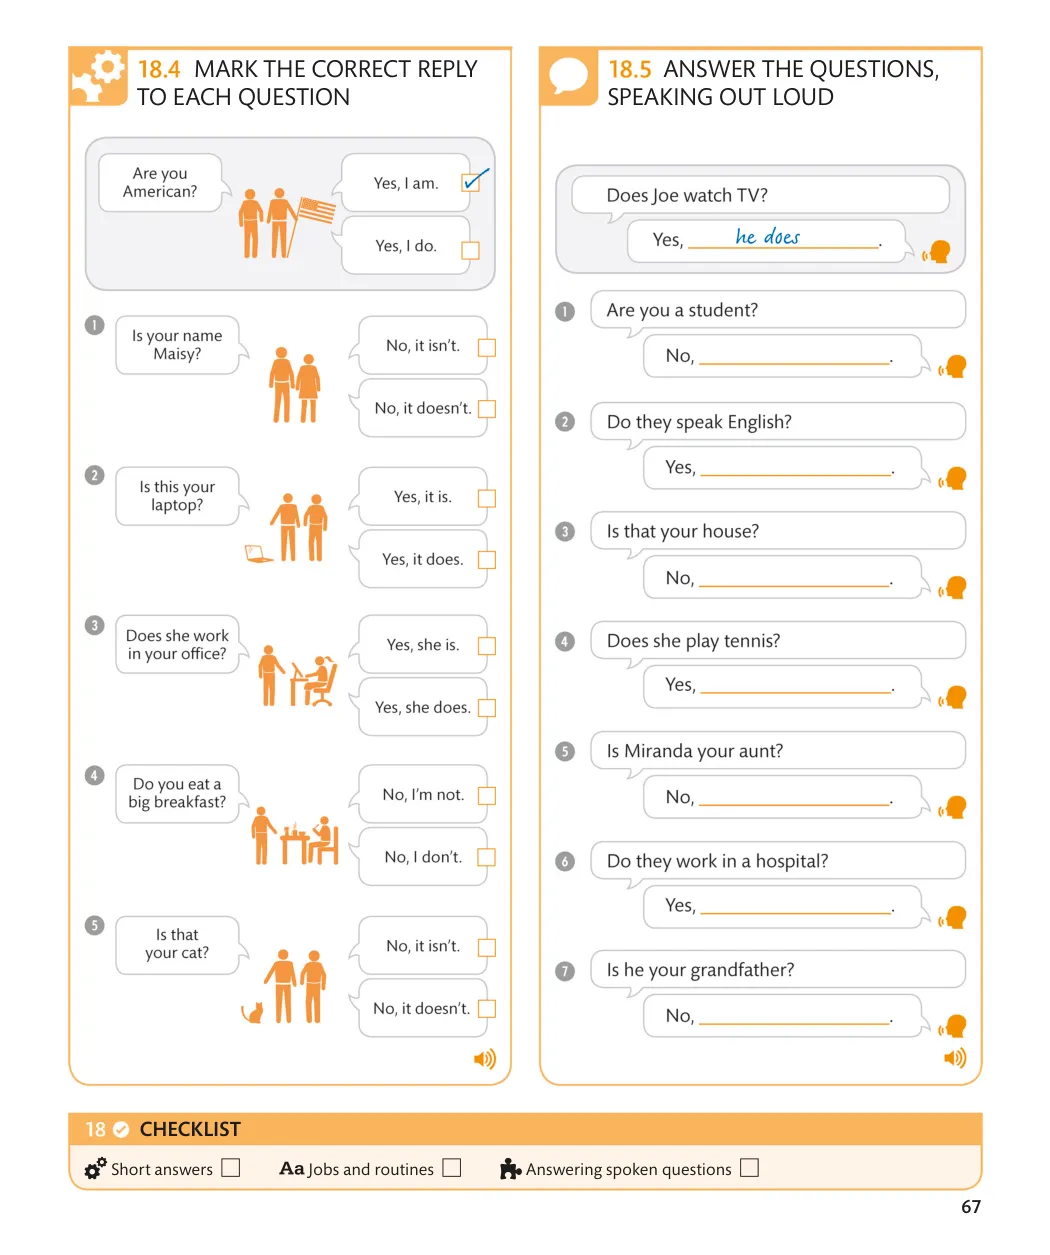 18.4 MARK THE CORRECT REPLY
TO EACH QUESTION
Are you
American?
Yes, I am.
Yes, I do.
1
Is your name
Maisy?
No, it isn't.
No, it doesn't.
2
Is this your
laptop?
Yes, it is.
Yes, it does.
3
Does she work
in your office?
Yes, she is.
Yes, she does.
4
Do you eat a
big breakfast?
No, I'm not.
No, I don't.
5
Is that
your cat?
No, it isn't.
No, it doesn't.
18.5 ANSWER THE QUESTIONS,
SPEAKING OUT LOUD
Does Joe watch TV?
Yes, he does.
1 Are you a student?
No, ____________________.
2 Do they speak English?
Yes, ____________________.
3 Is that your house?
No, ____________________.
4 Does she play tennis?
Yes, ____________________.
5 Is Miranda your aunt?
No, ____________________.
6 Do they work in a hospital?
Yes, ____________________.
7 Is he your grandfather?
No, ____________________.
18 CHECKLIST
Short answers Aa Jobs and routines Answering spoken questions
67